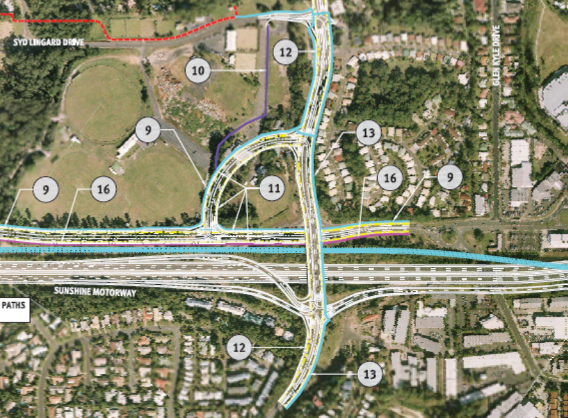 12
SYD LINGARD DRIVE
GLEN KYLE DRIVE
10
9
13
9
16
11
16
9
SUNSHINE MOTORWAY
PATHS
12
13